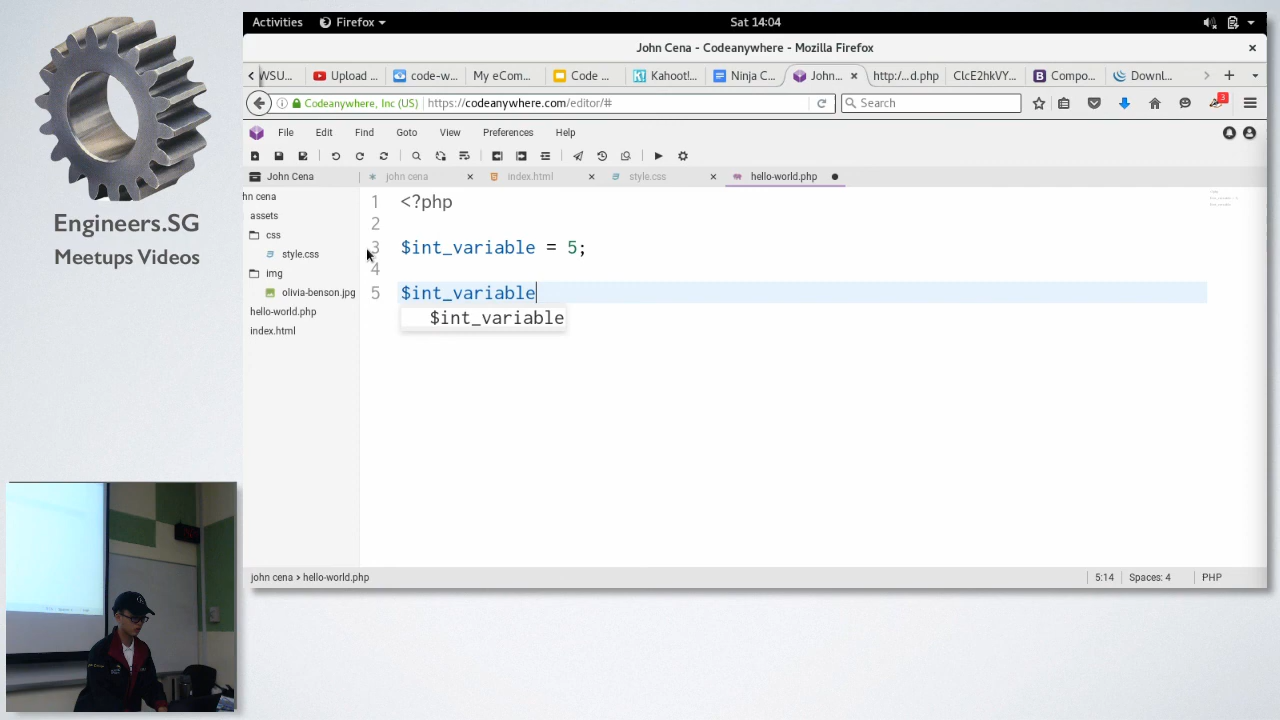 Activities Firefox Sat 14:04
John Cena - Codeanywhere - Mozilla Firefox
WSU... Upload ... code-w... My eCom... Code ... Kahoot!... Ninja C... John... http:/...d.php ClcE2hkVY... Compo... Downl...
Codeanywhere, Inc (US) https://codeanywhere.com/editor/# Search 3
File Edit Find Goto View Preferences Help
John Cena john cena index.html style.css hello-world.php
hn cena
assets
css
style.css
img
olivia-benson.jpg
hello-world.php
index.html
1 <?php
2
3 $int_variable = 5;
4
5 $int_variable
$int_variable
john cena > hello-world.php 5:14 Spaces: 4 PHP
Engineers.SG
Meetups Videos